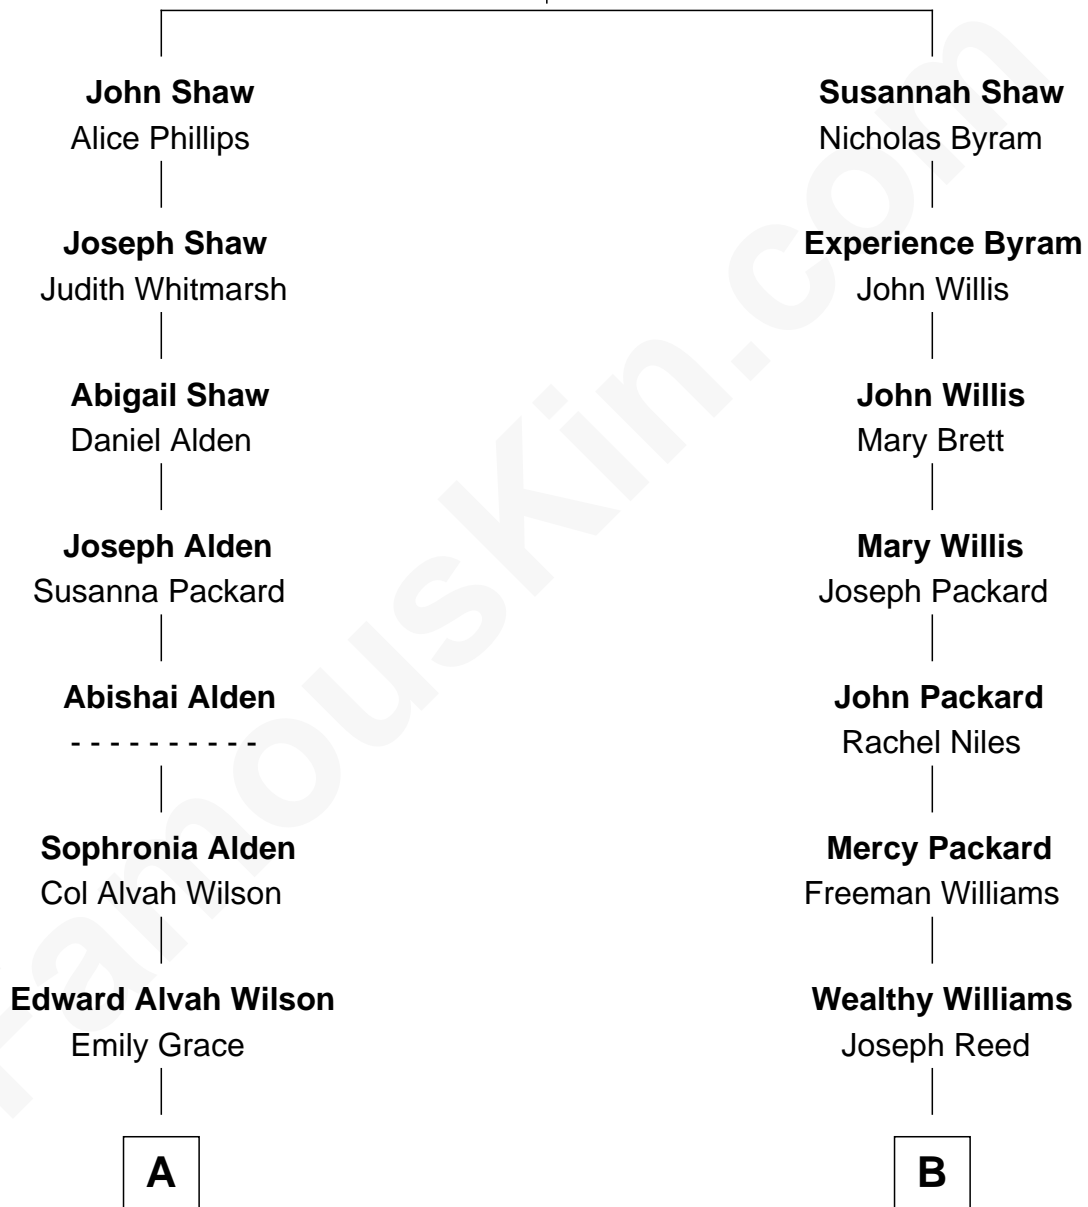 John Shaw
Alice Phillips
Joseph Shaw
Judith Whitmarsh
Abigail Shaw
Daniel Alden
Joseph Alden
Susanna Packard
Abishai Alden
- - - - - - - - - -
Sophronia Alden
Col Alvah Wilson
Edward Alvah Wilson
Emily Grace
A
Susannah Shaw
Nicholas Byram
Experience Byram
John Willis
John Willis
Mary Brett
Mary Willis
Joseph Packard
John Packard
Rachel Niles
Mercy Packard
Freeman Williams
Wealthy Williams
Joseph Reed
B
FamousKin.com